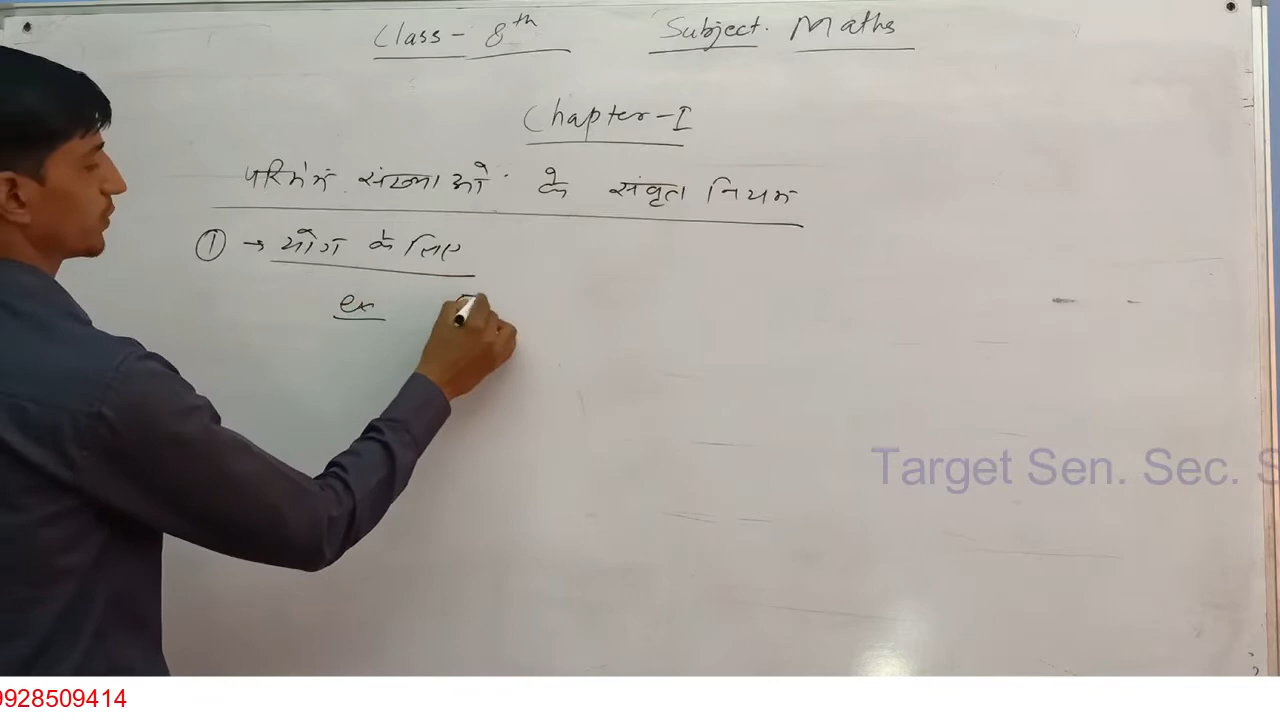 Class- 8th Subject. Maths
Chapter-I
परिमेय संख्याओं के संवृत नियम
① → योग के लिए
ex
Target Sen. Sec. S
9928509414